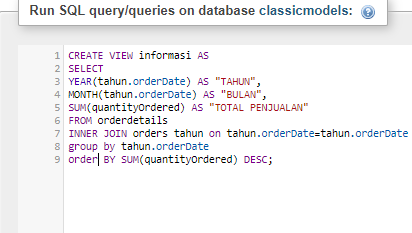 Run SQL query/queries on database classicmodels:
1 CREATE VIEW informasi AS
2 SELECT
3 YEAR(tahun.orderDate) AS "TAHUN",
4 MONTH(tahun.orderDate) AS "BULAN",
5 SUM(quantityOrdered) AS "TOTAL PENJUALAN"
6 FROM orderdetails
7 INNER JOIN orders tahun on tahun.orderDate=tahun.orderDate
8 group by tahun.orderDate
9 order BY SUM(quantityOrdered) DESC;